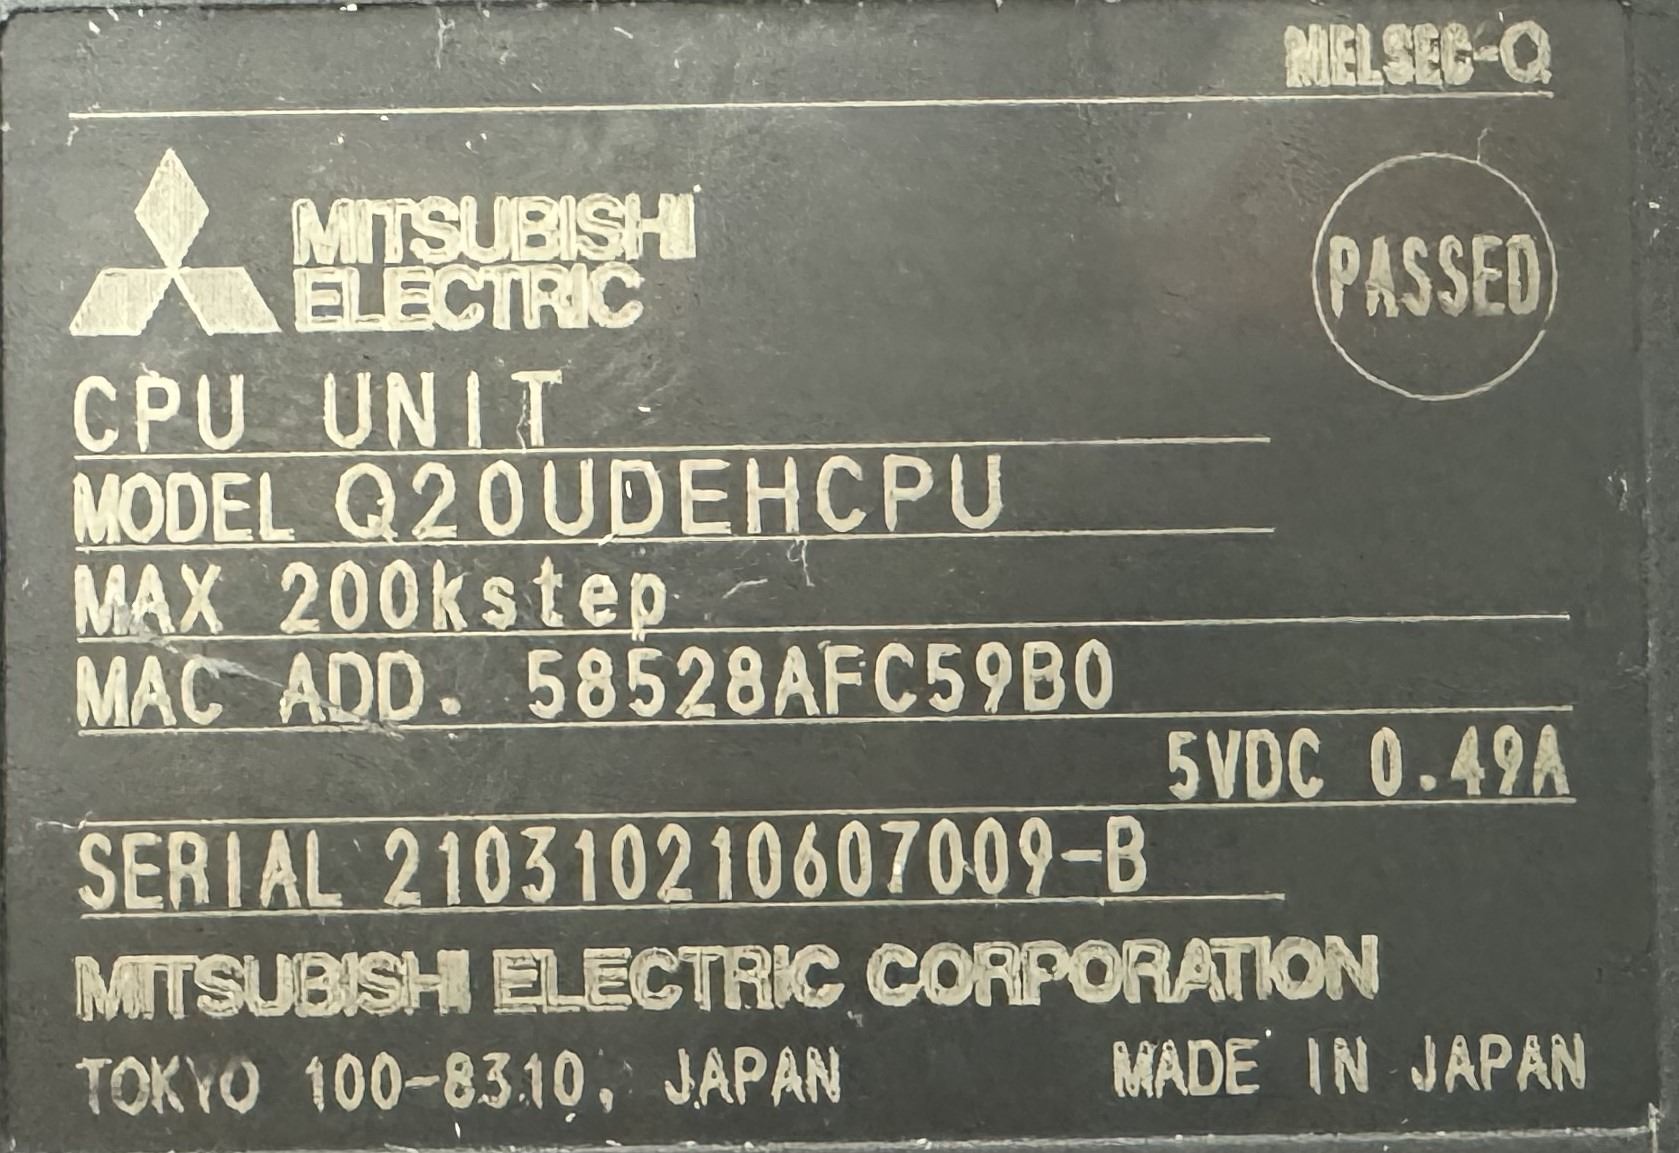 MELSEC-Q
MITSUBISHI
ELECTRIC
PASSED
CPU UNIT
MODEL Q20UDEHCPU
MAX 200kstep
MAC ADD. 58528AFC59B0
5VDC 0.49A
SERIAL 210310210607009-B
MITSUBISHI ELECTRIC CORPORATION
TOKYO 100-8310, JAPAN MADE IN JAPAN